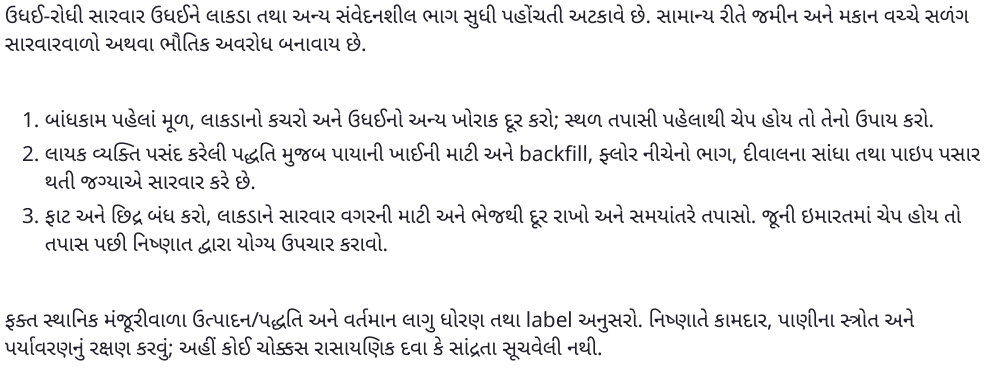 ઉધઈ-રોધી સારવાર ઉધઈને લાકડા તથા અન્ય સંવેદનશીલ ભાગ સુધી પહોંચતી અટકાવે છે. સામાન્ય રીતે જમીન અને મકાન વચ્ચે સળંગ
સારવારવાળો અથવા ભૌતિક અવરોધ બનાવાય છે.
1. બાંધકામ પહેલાં મૂળ, લાકડાનો કચરો અને ઉધઈનો અન્ય ખોરાક દૂર કરો; સ્થળ તપાસી પહેલાથી ચેપ હોય તો તેનો ઉપાય કરો.
2. લાયક વ્યક્તિ પસંદ કરેલી પદ્ધતિ મુજબ પાયાની ખાઈની માટી અને backfill, ફ્લોર નીચેનો ભાગ, દીવાલના સાંધા તથા પાઇપ પસાર
થતી જગ્યાએ સારવાર કરે છે.
3. ફાટ અને છિદ્ર બંધ કરો, લાકડાને સારવાર વગરની માટી અને ભેજથી દૂર રાખો અને સમયાંતરે તપાસો. જૂની ઇમારતમાં ચેપ હોય તો
તપાસ પછી નિષ્ણાત દ્વારા યોગ્ય ઉપચાર કરાવો.
ફક્ત સ્થાનિક મંજૂરીવાળા ઉત્પાદન/પદ્ધતિ અને વર્તમાન લાગુ ધોરણ તથા label અનુસરો. નિષ્ણાતે કામદાર, પાણીના સ્ત્રોત અને
પર્યાવરણનું રક્ષણ કરવું; અહીં કોઈ ચોક્કસ રાસાયણિક દવા કે સાંદ્રતા સૂચવેલી નથી.